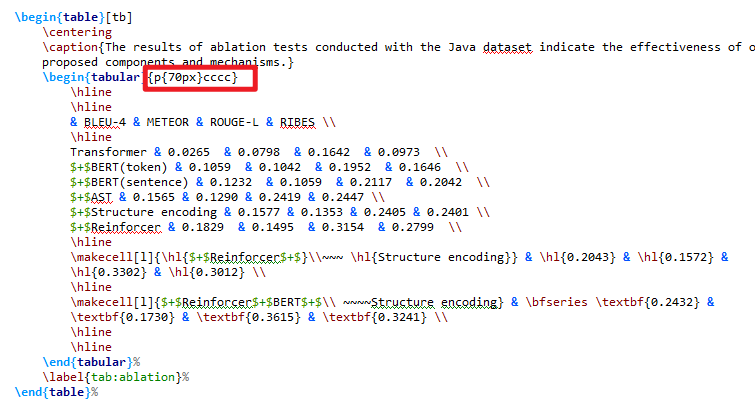 \begin{table}[tb]
\centering
\caption{The results of ablation tests conducted with the Java dataset indicate the effectiveness of o
proposed components and mechanisms.}
\begin{tabular}{p{70px}cccc}
\hline
\hline
& BLEU-4 & METEOR & ROUGE-L & RIBES \\
\hline
Transformer & 0.0265  & 0.0798  & 0.1642  & 0.0973  \\
$+$BERT(token) & 0.1059  & 0.1042  & 0.1952  & 0.1646  \\
$+$BERT(sentence) & 0.1232  & 0.1059  & 0.2117  & 0.2042  \\
$+$AST & 0.1565 & 0.1290 & 0.2419 & 0.2447 \\
$+$Structure encoding & 0.1577 & 0.1353 & 0.2405 & 0.2401 \\
$+$Reinforcer & 0.1829  & 0.1495  & 0.3154  & 0.2799  \\
\hline
\makecell[l]{\hl{$+$Reinforcer$+$}\\~~~ \hl{Structure encoding}} & \hl{0.2043} & \hl{0.1572} &
\hl{0.3302} & \hl{0.3012} \\
\hline
\makecell[l]{$+$Reinforcer$+$BERT$+$\\ ~~~~Structure encoding} & \bfseries \textbf{0.2432} &
\textbf{0.1730} & \textbf{0.3615} & \textbf{0.3241} \\
\hline
\hline
\end{tabular}%
\label{tab:ablation}%
\end{table}%